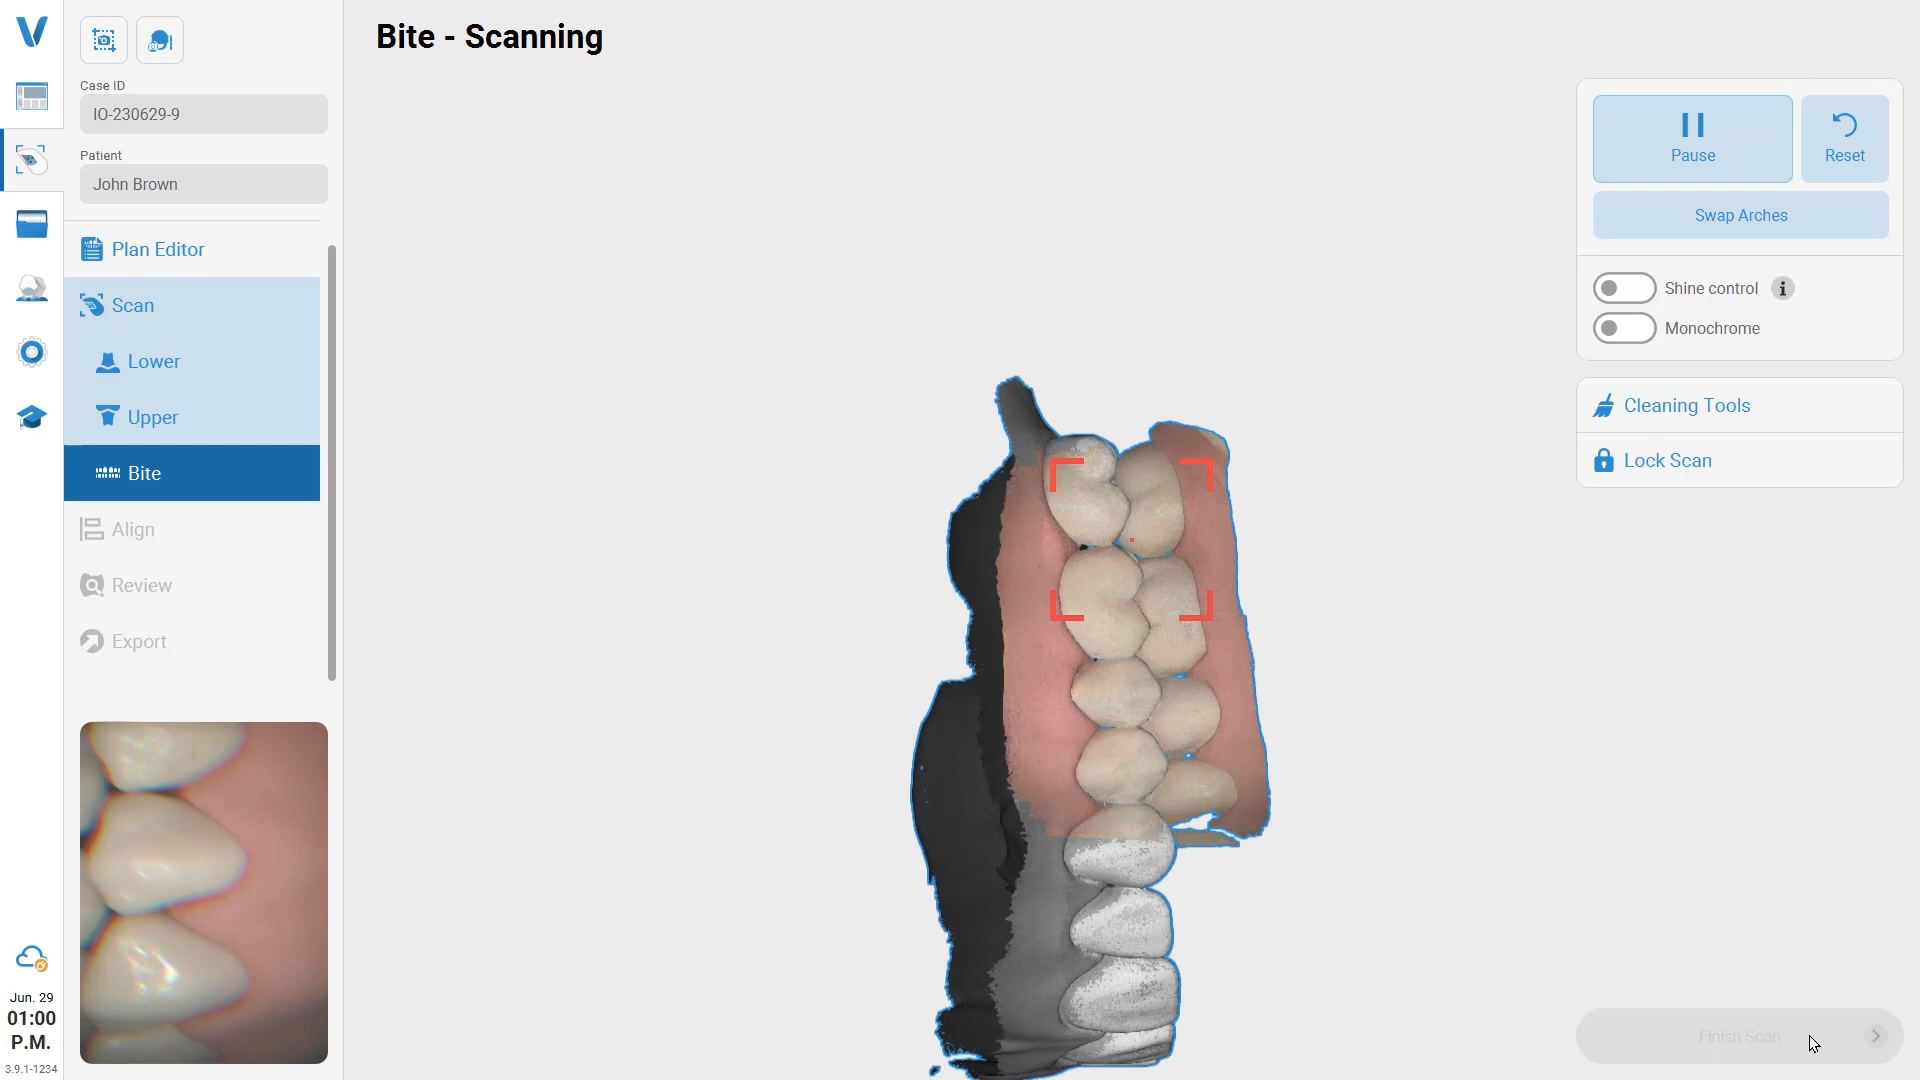 Bite - Scanning
Case ID
IO-230629-9
Patient
John Brown
Plan Editor
Scan
Lower
Upper
Bite
Align
Review
Export
Pause
Reset
Swap Arches
Shine control
Monochrome
Cleaning Tools
Lock Scan
Finish Scan
Jun. 29
01:00
P.M.
3.9.1-1234